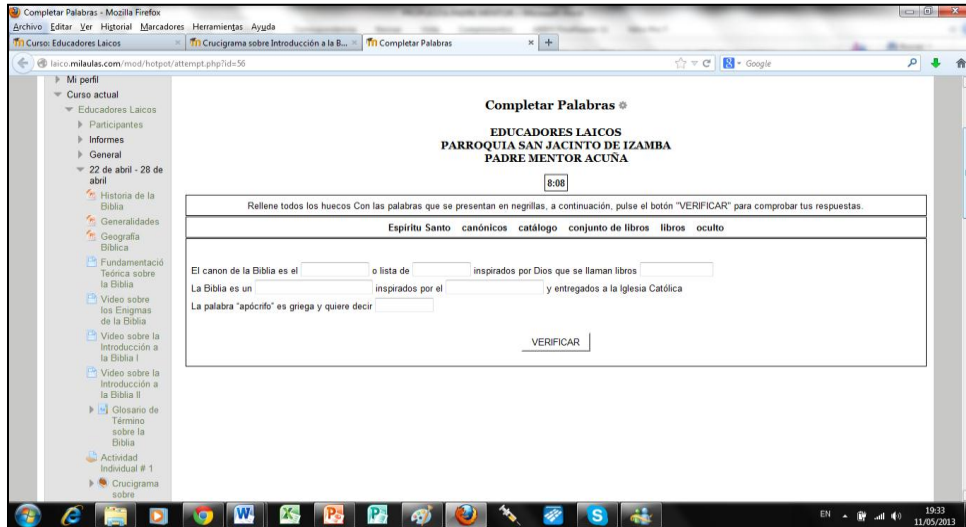 Completar Palabras - Mozilla Firefox
Archivo Editar Ver Historial Marcadores Herramientas Ayuda
Curso: Educadores Laicos
Crucigrama sobre Introducción a la B...
Completar Palabras
laico.milaulas.com/mod/hotpot/attempt.php?id=56
Google
Mi perfil
Curso actual
Educadores Laicos
Participantes
Informes
General
22 de abril - 28 de
abril
Historia de la
Biblia
Generalidades
Geografía
Bíblica
Fundamentació
Teórica sobre
la Biblia
Video sobre
los Enigmas
de la Biblia
Video sobre la
Introducción a
la Biblia I
Video sobre la
Introducción a
la Biblia II
Glosario de
Término
sobre la
Biblia
Actividad
Individual # 1
Crucigrama
sobre
Completar Palabras
EDUCADORES LAICOS
PARROQUIA SAN JACINTO DE IZAMBA
PADRE MENTOR ACUÑA
8:08
Rellene todos los huecos Con las palabras que se presentan en negrillas, a continuación, pulse el botón "VERIFICAR" para comprobar tus respuestas.
Espíritu Santo canónicos catálogo conjunto de libros libros oculto
El canon de la Biblia es el o lista de inspirados por Dios que se llaman libros
La Biblia es un inspirados por el y entregados a la Iglesia Católica
La palabra "apócrifo" es griega y quiere decir
VERIFICAR
EN
19:33
11/05/2013